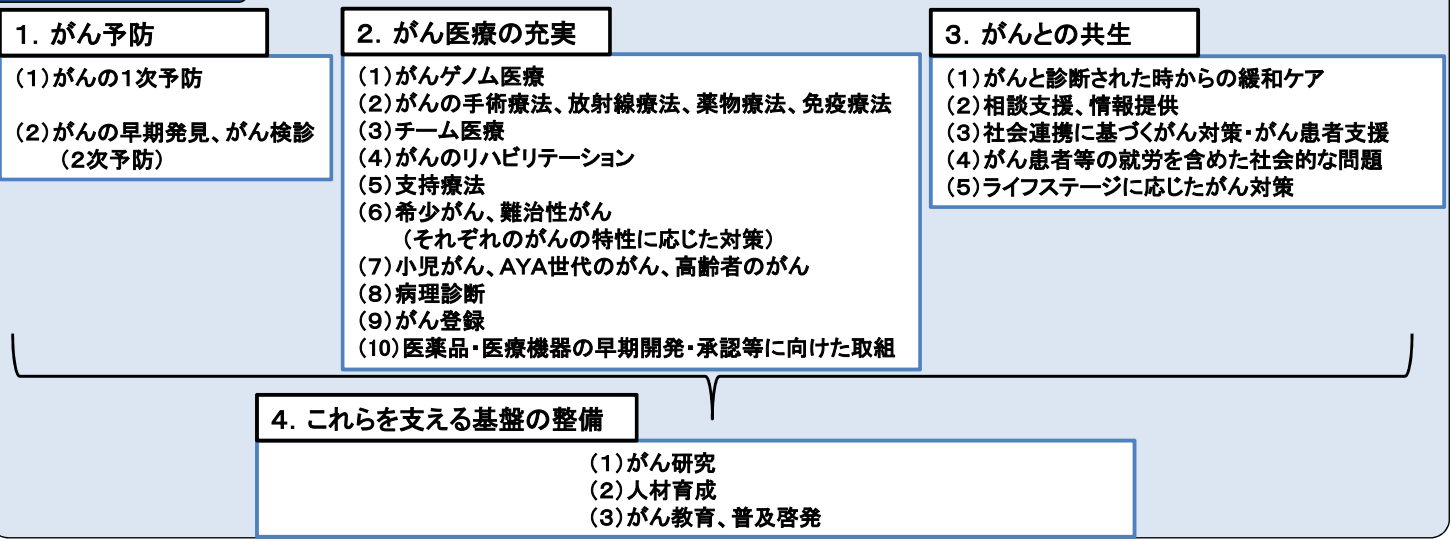 1. がん予防
(1)がんの1次予防
(2)がんの早期発見、がん検診
(2次予防)
2. がん医療の充実
(1)がんゲノム医療
(2)がんの手術療法、放射線療法、薬物療法、免疫療法
(3)チーム医療
(4)がんのリハビリテーション
(5)支持療法
(6)希少がん、難治性がん
(それぞれのがんの特性に応じた対策)
(7)小児がん、AYA世代のがん、高齢者のがん
(8)病理診断
(9)がん登録
(10)医薬品・医療機器の早期開発・承認等に向けた取組
3. がんとの共生
(1)がんと診断された時からの緩和ケア
(2)相談支援、情報提供
(3)社会連携に基づくがん対策・がん患者支援
(4)がん患者等の就労を含めた社会的な問題
(5)ライフステージに応じたがん対策
4. これらを支える基盤の整備
(1)がん研究
(2)人材育成
(3)がん教育、普及啓発